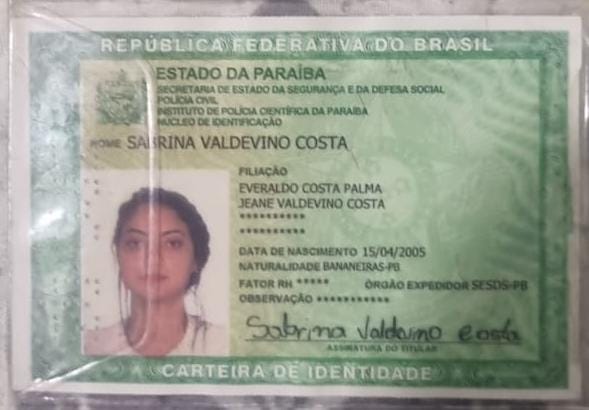 REPÚBLICA FEDERATIVA DO BRASIL
ESTADO DA PARAÍBA
SECRETARIA DE ESTADO DA SEGURANÇA E DA DEFESA SOCIAL
POLÍCIA CIVIL
INSTITUTO DE POLÍCIA CIENTÍFICA DA PARAÍBA
NÚCLEO DE IDENTIFICAÇÃO
NOME SABRINA VALDEVINO COSTA
FILIAÇÃO
EVERALDO COSTA PALMA
JEANE VALDEVINO COSTA
**********
**********
DATA DE NASCIMENTO 15/04/2005
NATURALIDADE BANANEIRAS-PB
FATOR RH ***** ÓRGÃO EXPEDIDOR SESDS-PB
OBSERVAÇÃO ***********
Sabrina Valdevino Costa
ASSINATURA DO TITULAR
CARTEIRA DE IDENTIDADE